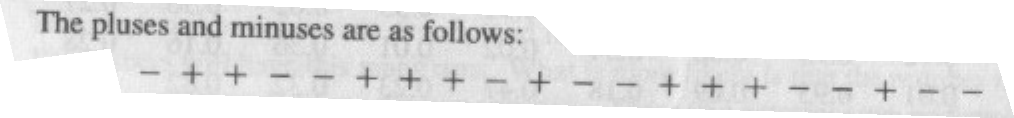 The pluses and minuses are as follows:
− + + − − + + + − + − − + + + − − + − −